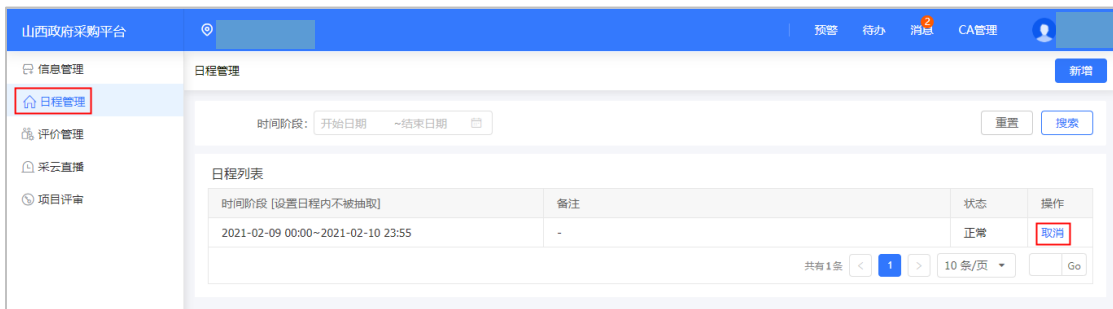 山西政府采购平台
预警 待办 消息 2 CA管理
信息管理
日程管理
评价管理
采云直播
项目评审
日程管理 新增
时间阶段： 开始日期 ~结束日期 重置 搜索
日程列表
时间阶段 [设置日程内不被抽取] 备注 状态 操作
2021-02-09 00:00~2021-02-10 23:55 - 正常 取消
共有1条 < 1 > 10 条/页 Go